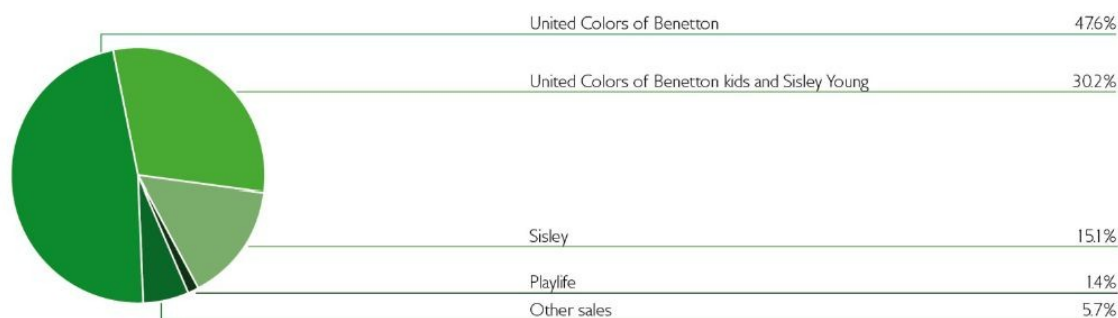 United Colors of Benetton 47.6%
United Colors of Benetton kids and Sisley Young 30.2%
Sisley 15.1%
Playlife 1.4%
Other sales 5.7%